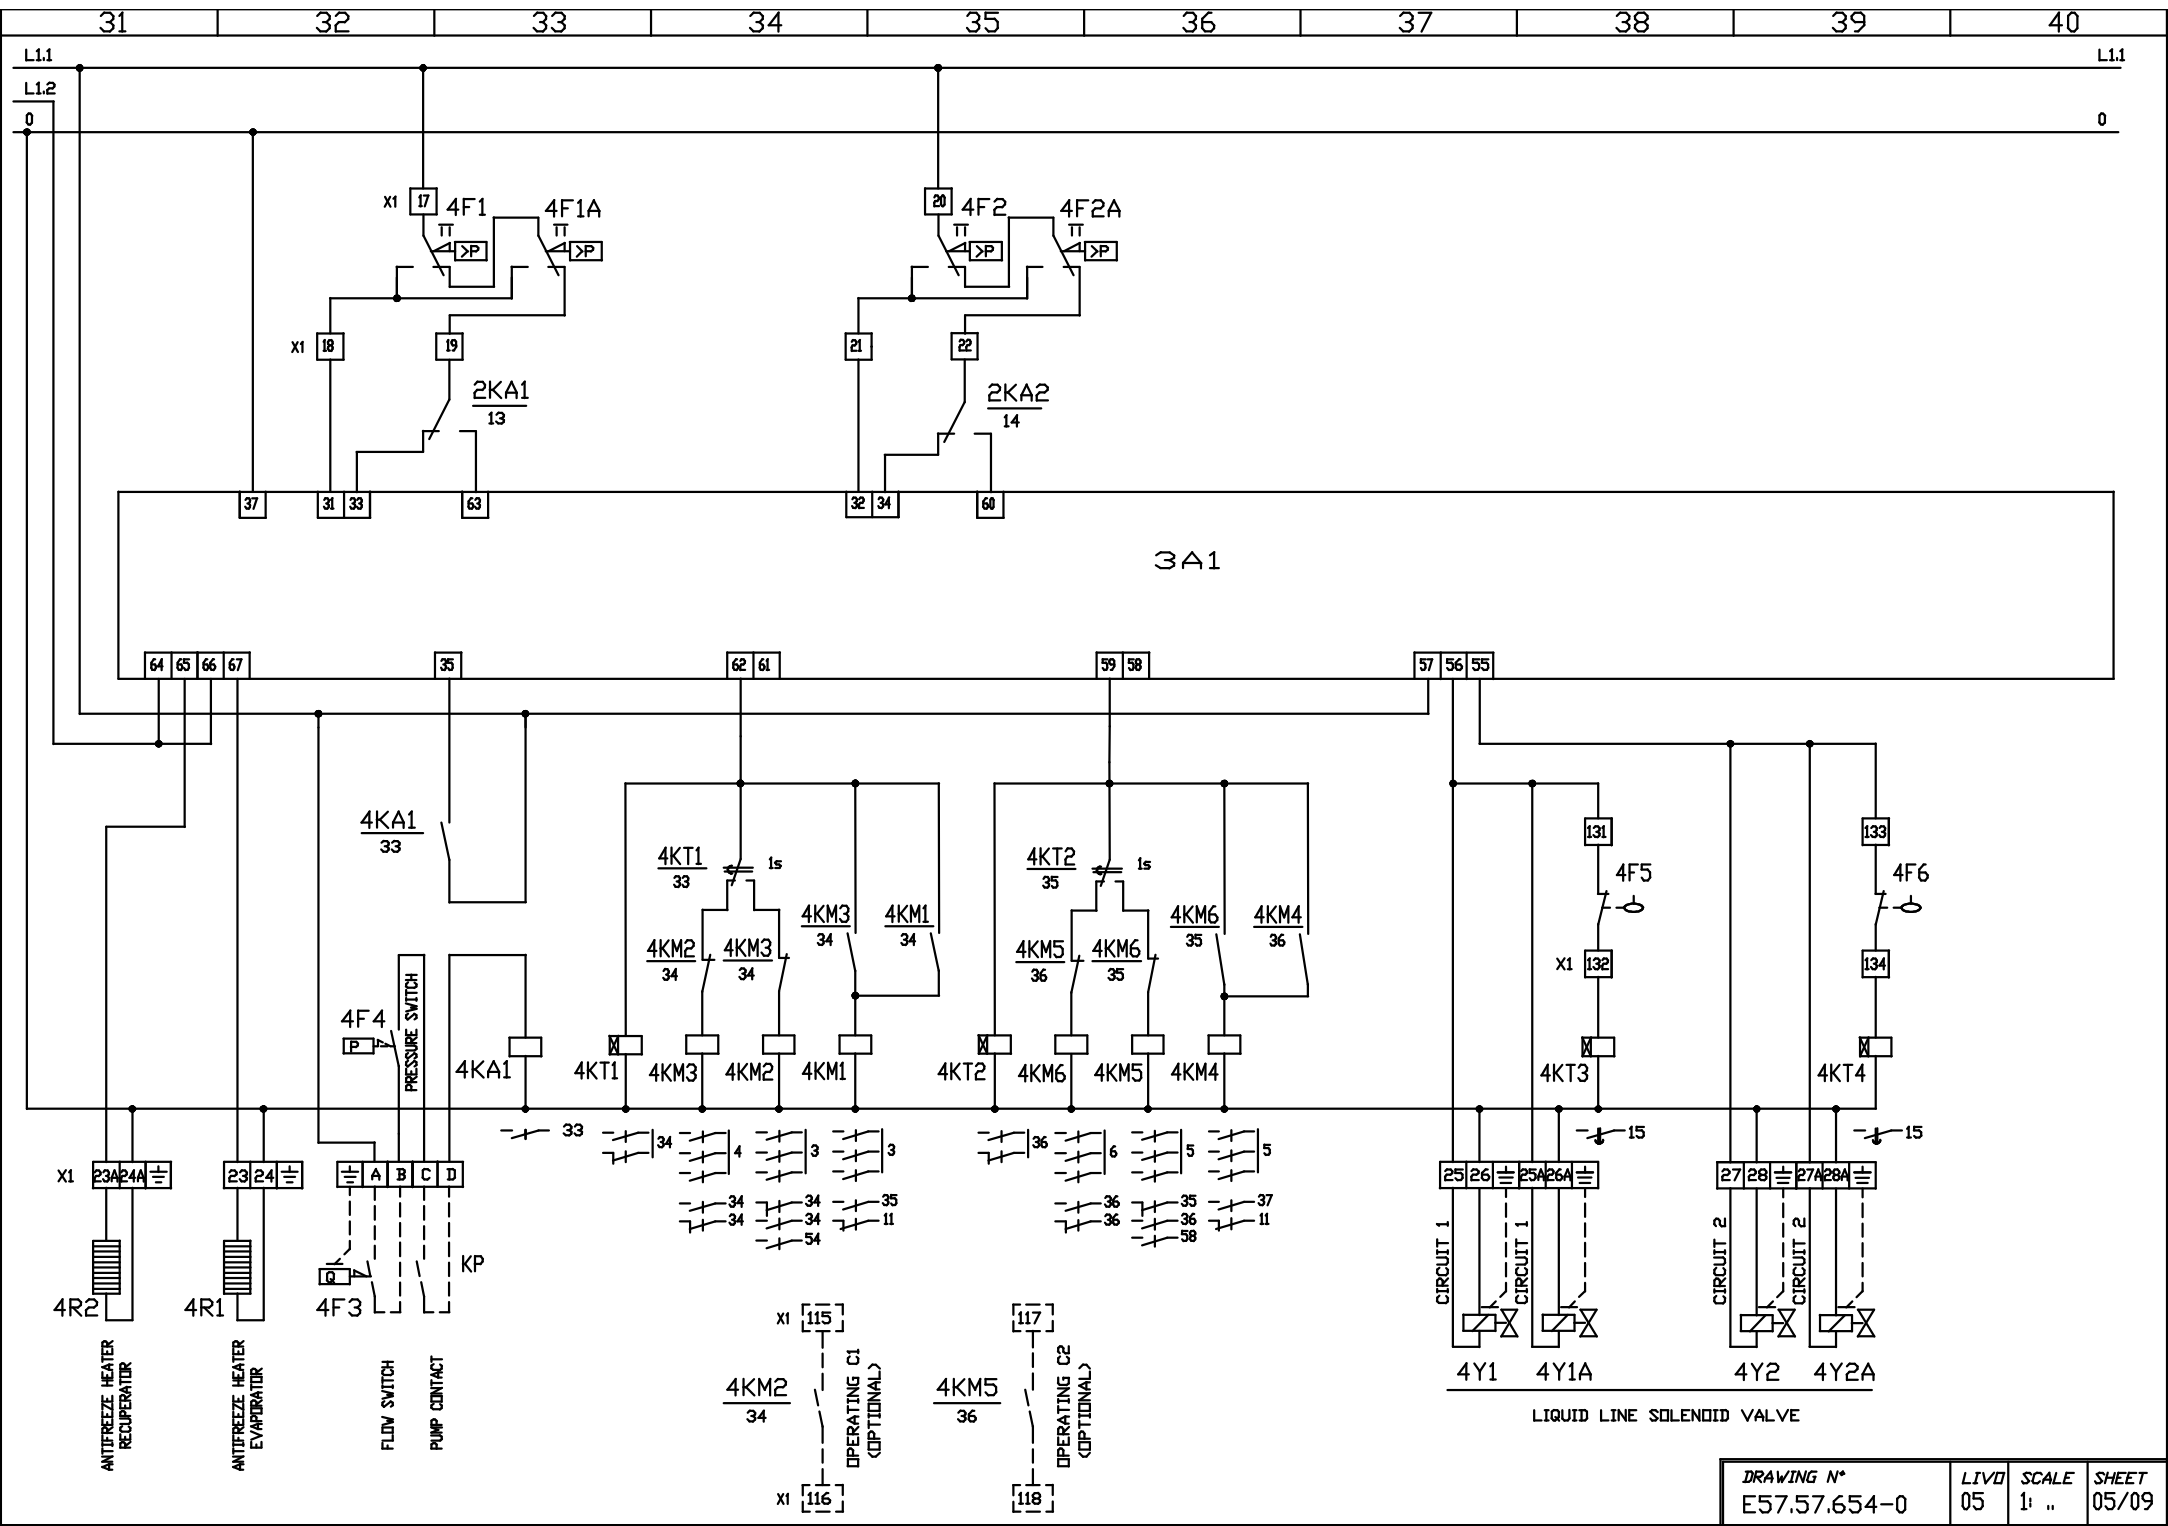 31 32 33 34 35 36 37 38 39 40
L1.1 L1.1
L1.2
0 0
X1 17 4F1 4F1A 20 4F2 4F2A
>P >P >P >P
X1 18 19 21 22
2KA1 2KA2
13 14
37 31 33 63 32 34 60
3A1
64 65 66 67 35 62 61 59 58 57 56 55
4KA1
33
131 133
4KT1 1s
33
4KT2 1s
35
4F5 4F6
4KM3
34
4KM1
34
4KM6
35
4KM4
36
4KM2
34
4KM3
34
4KM5
36
4KM6
35
X1 132 134
4F4
P
PRESSURE SWITCH
4KA1 4KT1 4KM3 4KM2 4KM1 4KT2 4KM6 4KM5 4KM4 4KT3 4KT4
33 34 4 3 3 36 6 5 5 15 15
X1 23A 24A 23 24 A B C D 25 26 25A 26A 27 28 27A 28A
34 34 35 36 35 37
34 34 11 36 36 11
54 58
CIRCUIT 1 CIRCUIT 1 CIRCUIT 2 CIRCUIT 2
KP
Q
4R2 4R1 4F3
X1 115 117
ANTIFREEZE HEATER
RECUPERATOR
ANTIFREEZE HEATER
EVAPORATOR
FLOW SWITCH
PUMP CONTACT
4KM2
34
OPERATING C1
(OPTIONAL)
4KM5
36
OPERATING C2
(OPTIONAL)
4Y1 4Y1A 4Y2 4Y2A
LIQUID LINE SOLENOID VALVE
X1 116 118
DRAWING N° LIVO SCALE SHEET
E57.57.654-0 05 1: „ 05/09